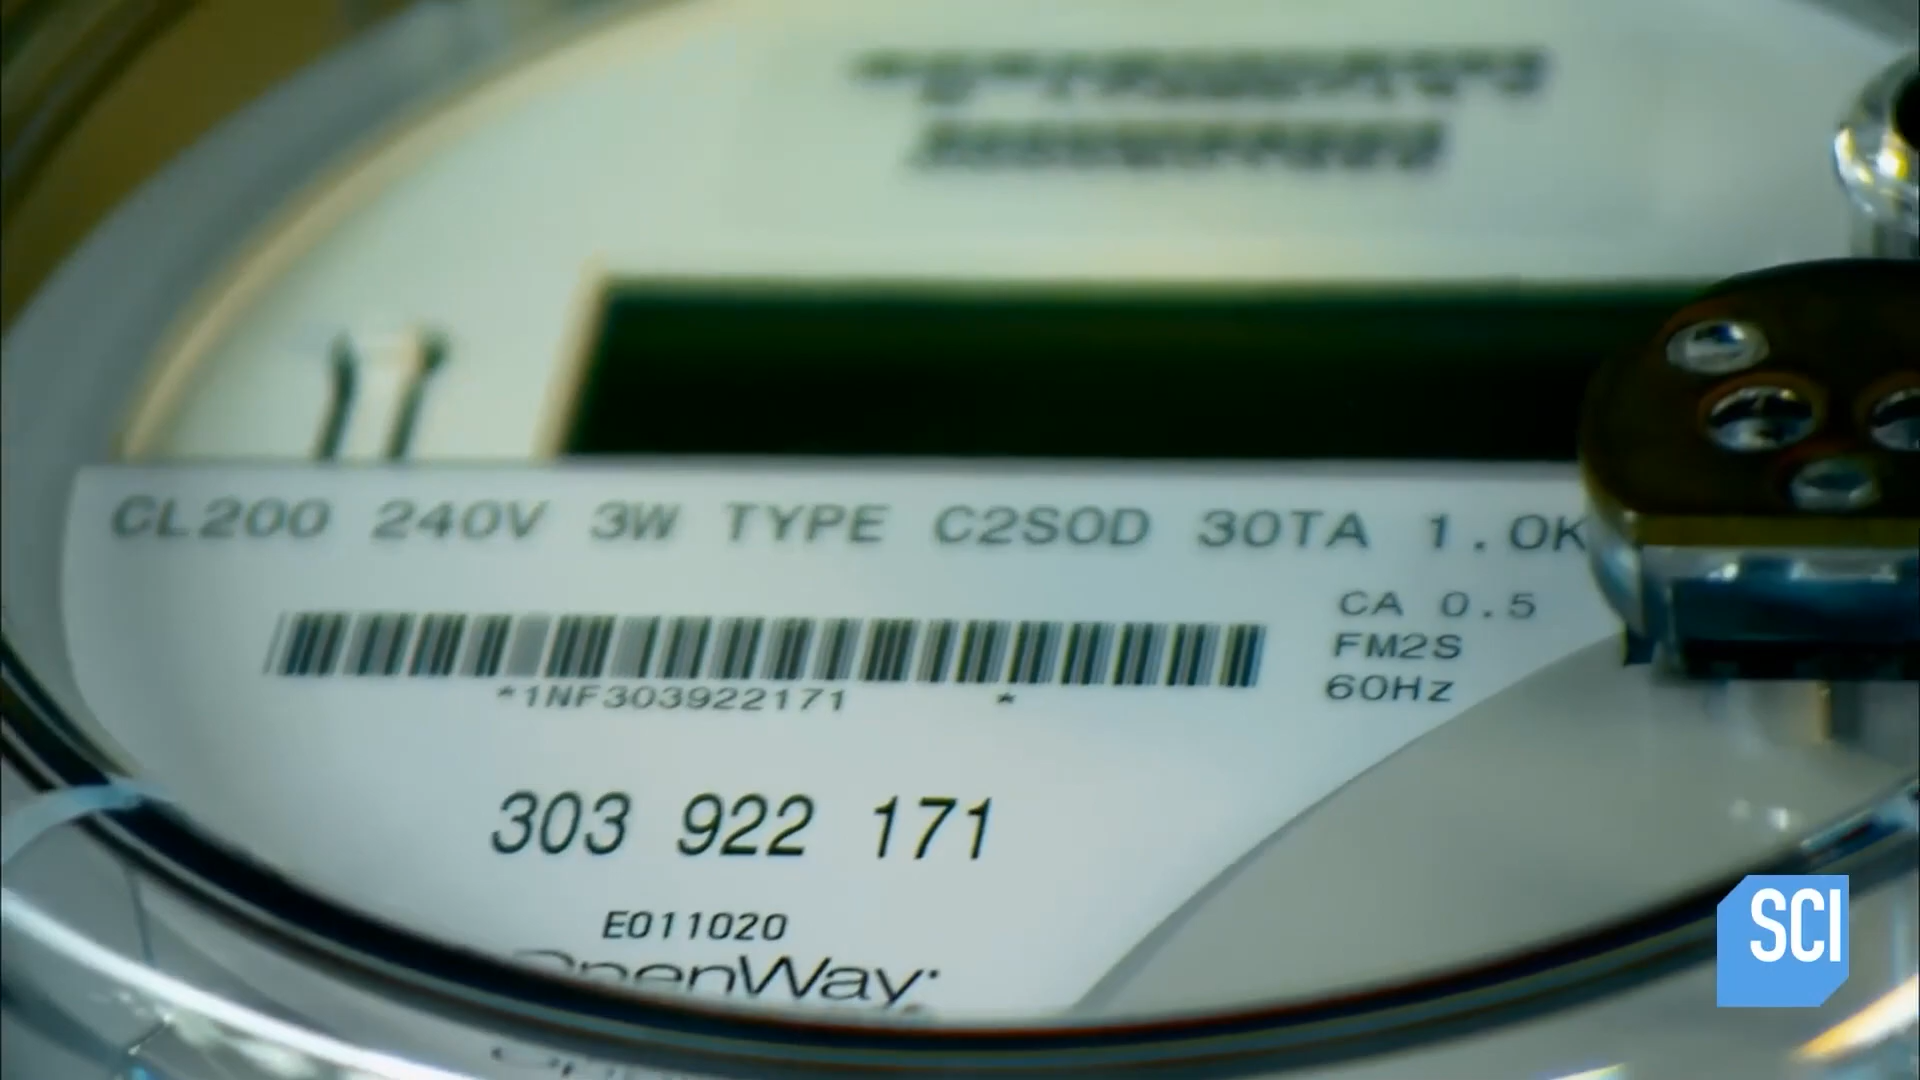 CL200 240V 3W TYPE C2SOD 30TA 1.0K
CA 0.5
FM2S
60Hz
*1NF303922171 *
303 922 171
E011020
OpenWay
SCI